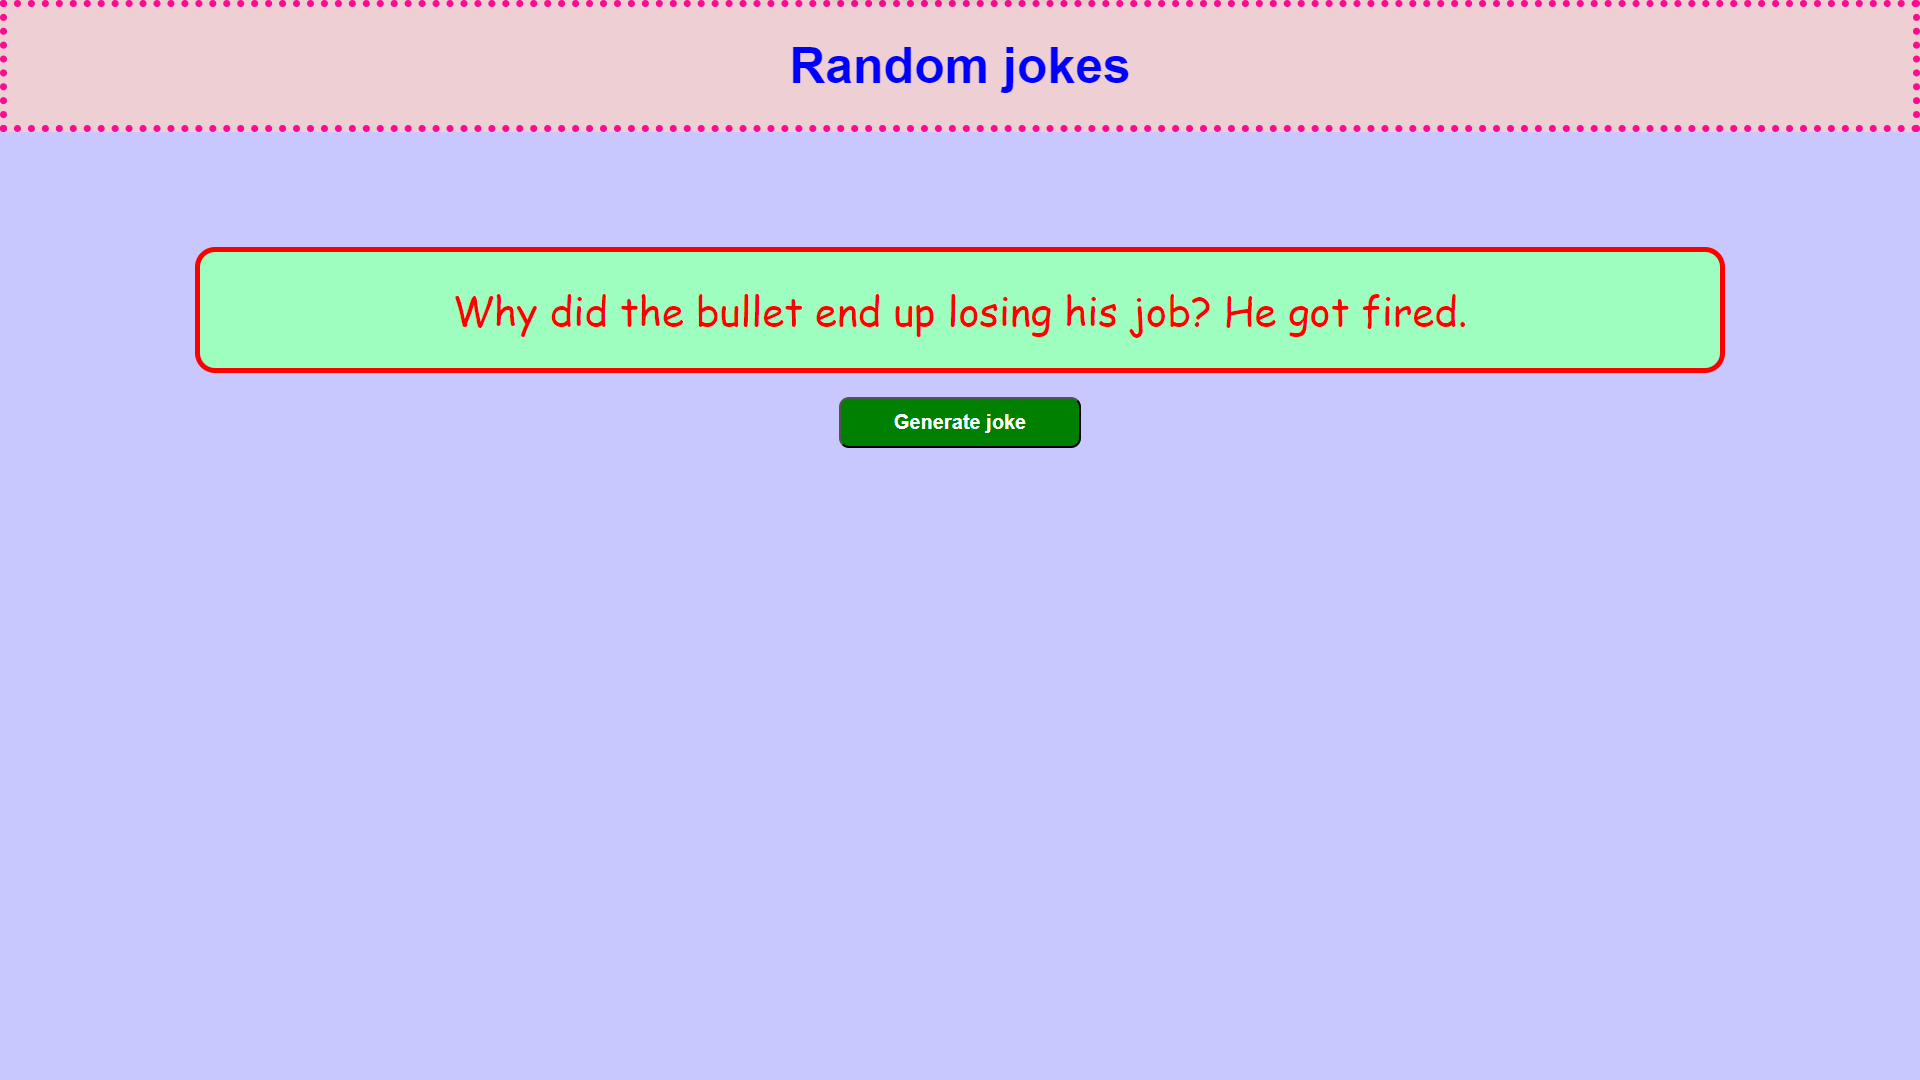 Random jokes
Why did the bullet end up losing his job? He got fired.
Generate joke